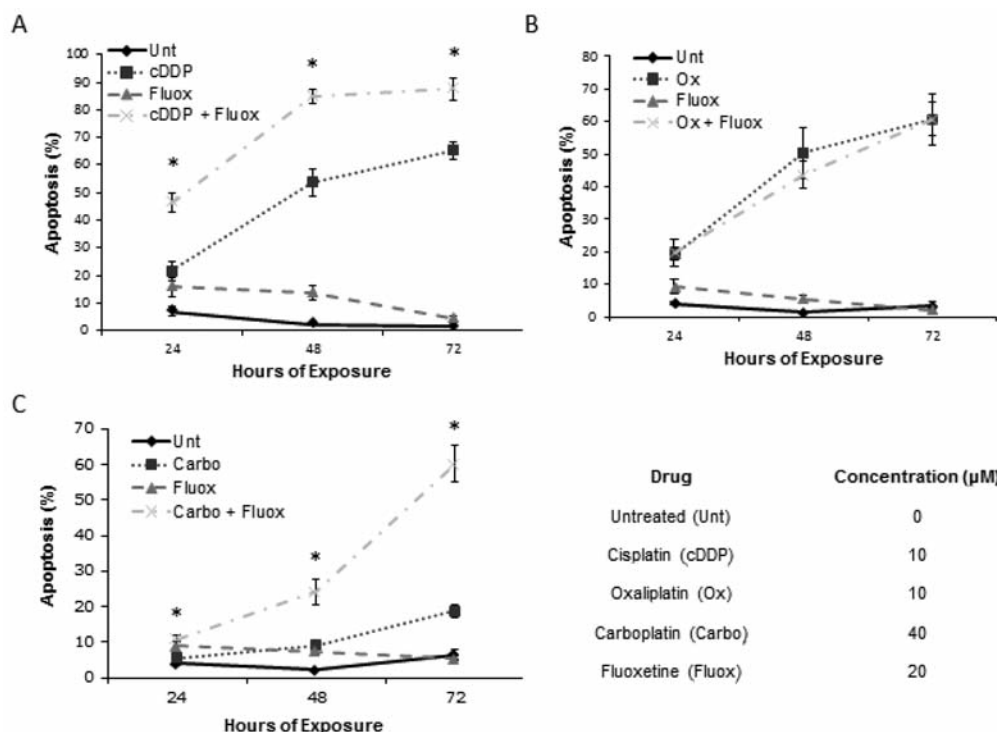 A
Unt
cDDP
Fluox
cDDP + Fluox
100
90
80
70
60
50
40
30
20
10
0
Apoptosis (%)
*
*
*
24
48
72
Hours of Exposure
B
Unt
Ox
Fluox
Ox + Fluox
80
70
60
50
40
30
20
10
0
Apoptosis (%)
24
48
72
Hours of Exposure
C
Unt
Carbo
Fluox
Carbo + Fluox
70
60
50
40
30
20
10
0
Apoptosis (%)
*
*
*
24
48
72
Hours of Exposure
Drug Concentration (µM)
Untreated (Unt) 0
Cisplatin (cDDP) 10
Oxaliplatin (Ox) 10
Carboplatin (Carbo) 40
Fluoxetine (Fluox) 20